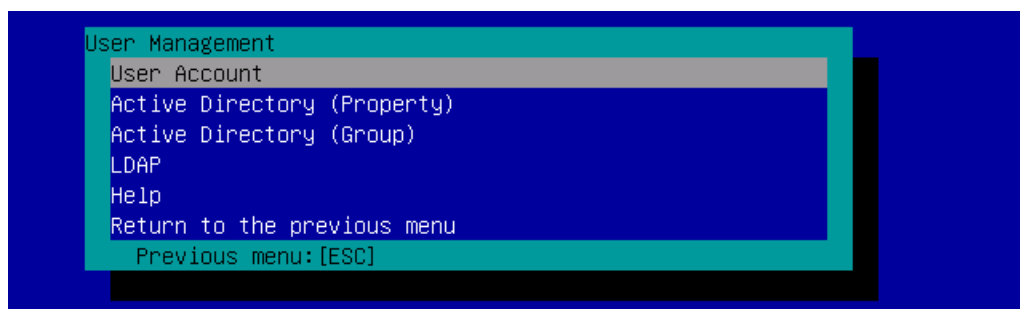 User Management
User Account
Active Directory (Property)
Active Directory (Group)
LDAP
Help
Return to the previous menu
Previous menu:[ESC]